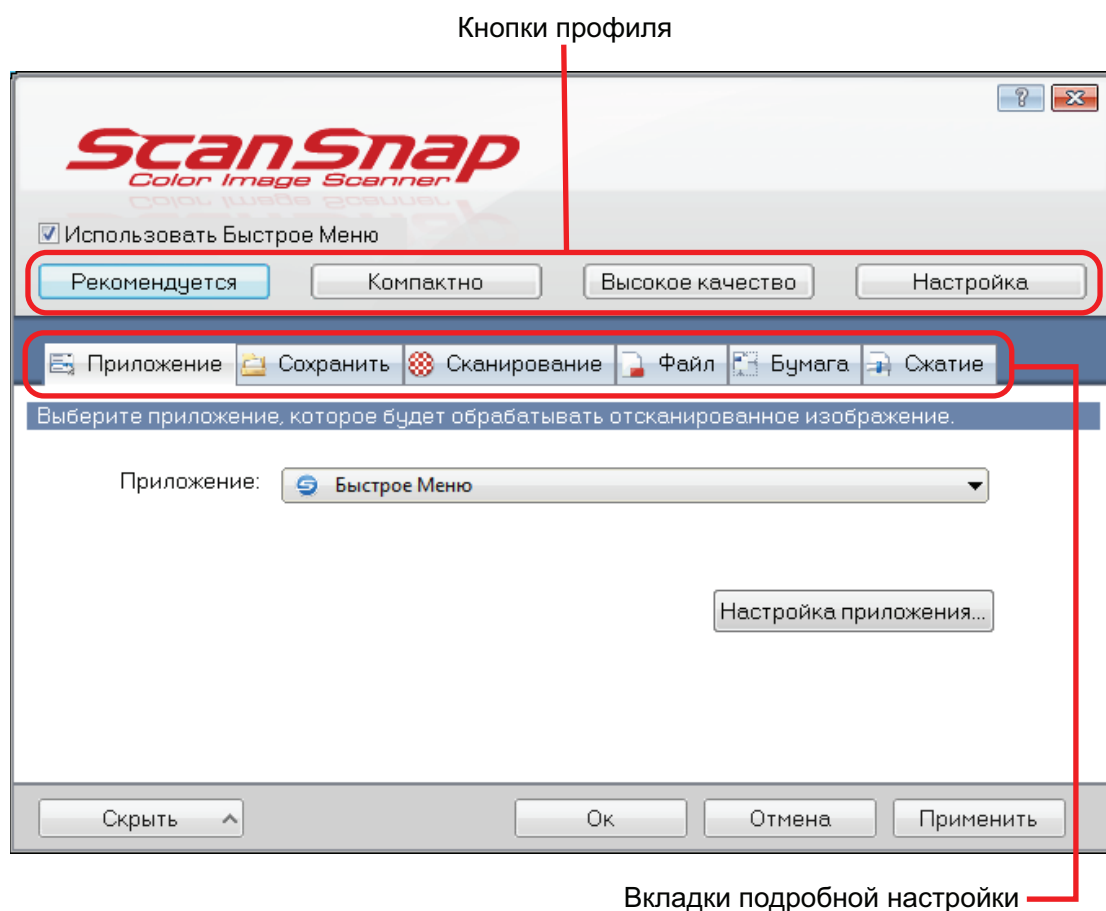 Кнопки профиля
?
ScanSnap
Color Image Scanner
Использовать Быстрое Меню
Рекомендуется Компактно Высокое качество Настройка
Приложение Сохранить Сканирование Файл Бумага Сжатие
Выберите приложение, которое будет обрабатывать отсканированное изображение.
Приложение: Быстрое Меню
Настройка приложения...
Скрыть Ок Отмена Применить
Вкладки подробной настройки